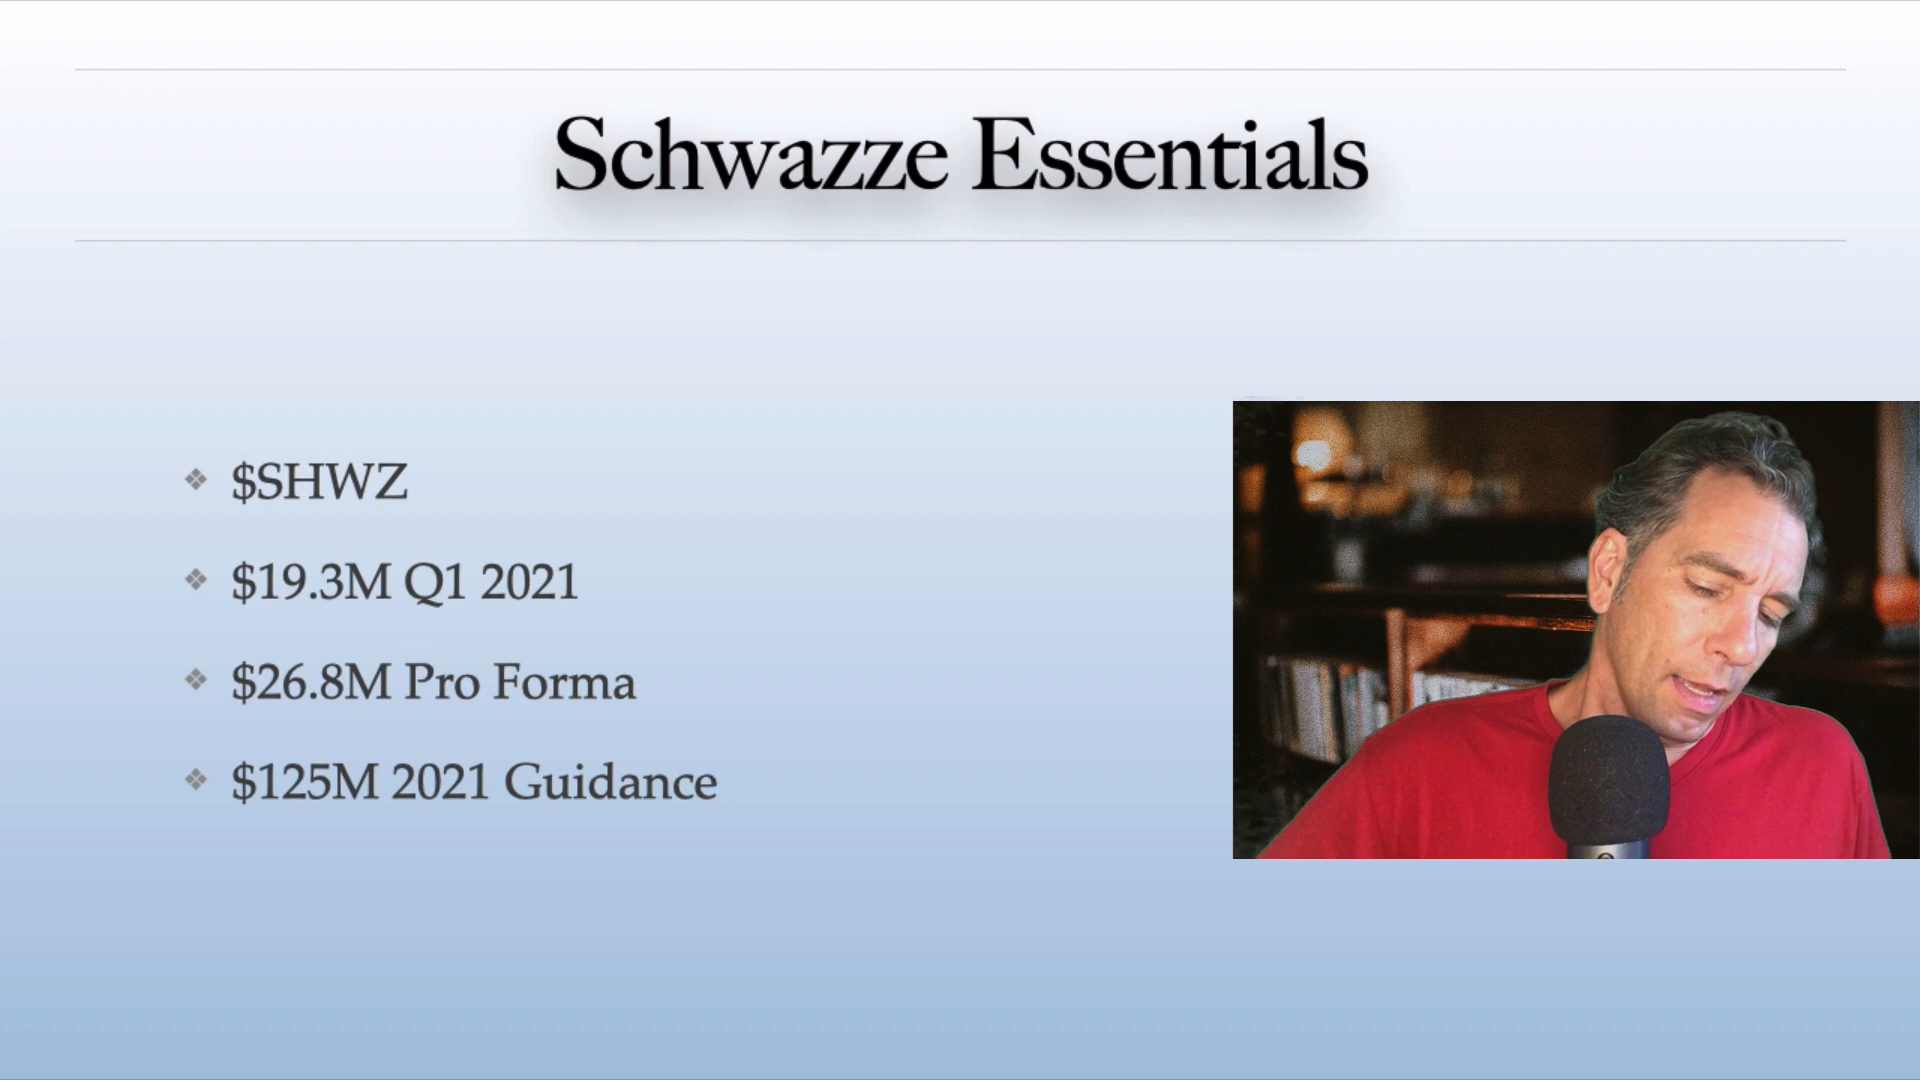 Schwazze Essentials
$SHWZ
$19.3M Q1 2021
$26.8M Pro Forma
$125M 2021 Guidance